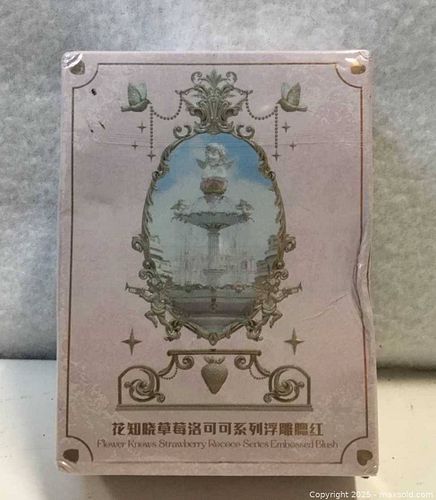 花知晓草莓洛可可系列浮雕腮红
Flower Knows Strawberry Rococo Series Embossed Blush
Copyright 2025 - maxsold.com